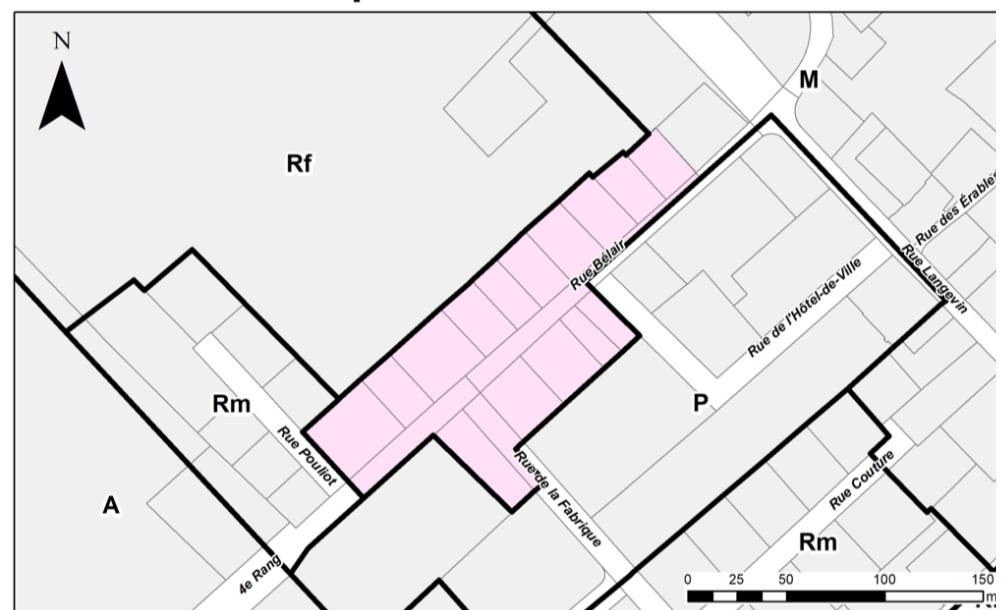 N
M
Rf
Rue des Érables
Rue Bélair
Rue Langevin
Rue de l'Hôtel-de-Ville
Rm
P
Rue Pouliot
Rue de la Fabrique
Rue Couture
A
Rm
4e Rang
0 25 50 100 150
m